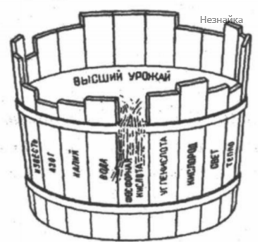 Незнайка
ВЫСШИЙ УРОЖАЙ
ИЗВЕСТЬ
АЗОТ
КАЛИЙ
ВОДА
ФОСФОРНАЯ
КИСЛОТА
УГЛЕКИСЛОТА
КИСЛОРОД
СВЕТ
ТЕПЛО